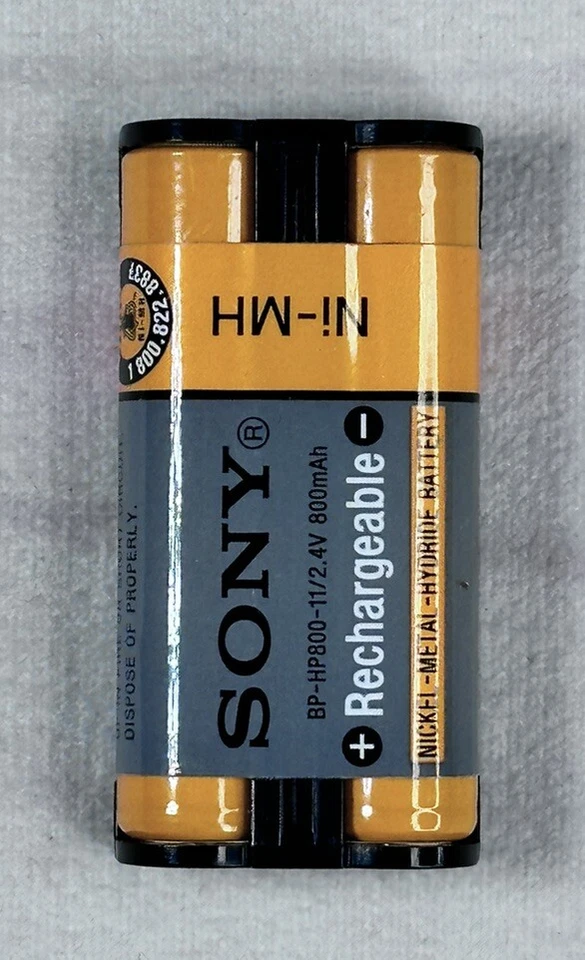 Ni-MH
1.800.822.8837
SONY®
BP-HP800-11/2.4V 800mAh
+ Rechargeable −
NICKEL-METAL-HYDRIDE BATTERY
DISPOSE OF PROPERLY.